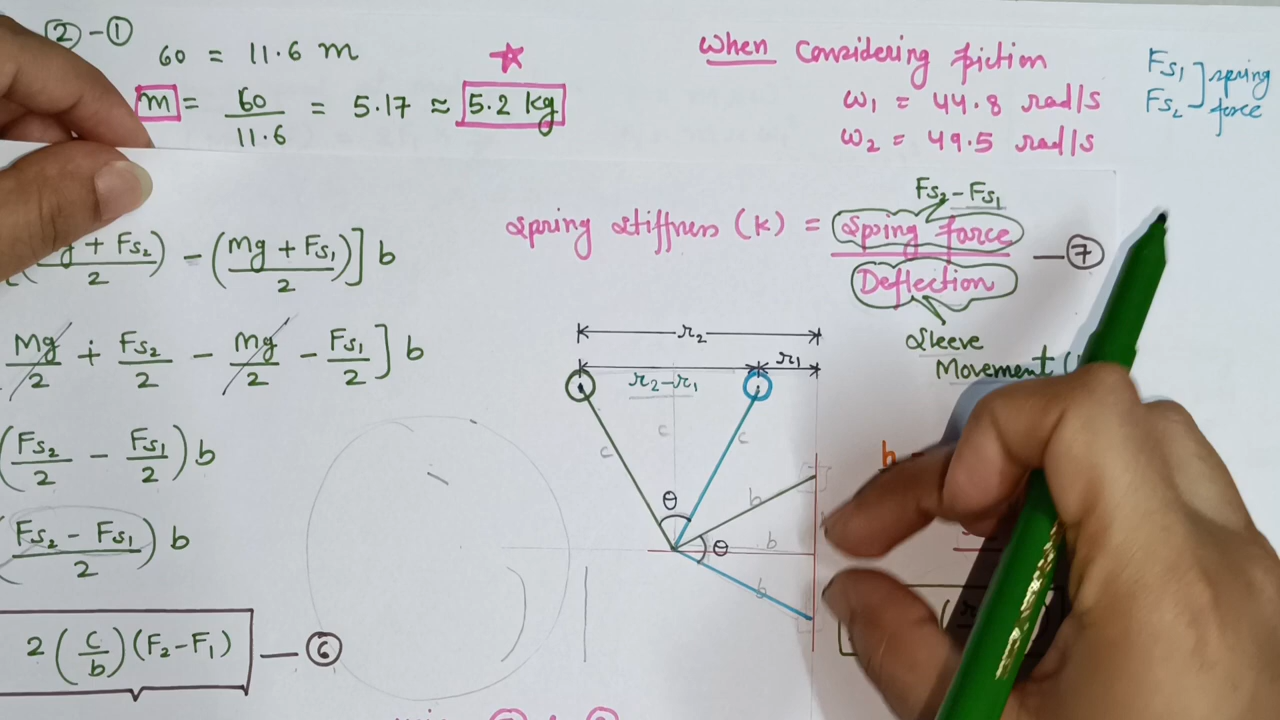 ② - ①
60 = 11.6 m
m = 60/11.6 = 5.17 ≈ 5.2 kg
When Considering fiction
ω₁ = 44.8 rad/s
ω₂ = 49.5 rad/s
Fs₁
Fs₂ ] spring force
g + Fs₂)/2 - (Mg + Fs₁)/2)] b
Mg/2 + Fs₂/2 - Mg/2 - Fs₁/2 ] b
(Fs₂/2 - Fs₁/2) b
(Fs₂ - Fs₁)/2) b
2 (c/b) (F₂ - F₁) — ⑥
Fs₂ - Fs₁
Spring Stiffness (K) = Spring force / Deflection — ⑦
Sleeve
Movement (
r₂
r₂ - r₁
r₁
c
c
c
θ
b
θ
b
b
h